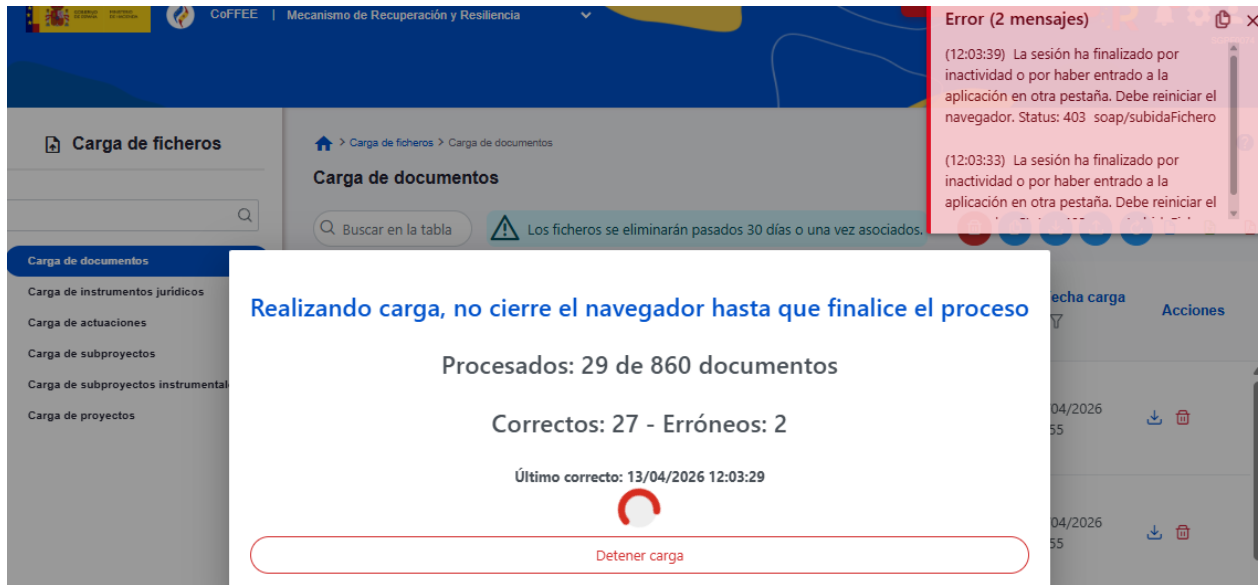 CoFFEE | Mecanismo de Recuperación y Resiliencia
Error (2 mensajes)
(12:03:39) La sesión ha finalizado por
inactividad o por haber entrado a la
aplicación en otra pestaña. Debe reiniciar el
navegador. Status: 403 soap/subidaFichero
(12:03:33) La sesión ha finalizado por
inactividad o por haber entrado a la
aplicación en otra pestaña. Debe reiniciar el
Carga de ficheros
> Carga de ficheros > Carga de documentos
Carga de documentos
Buscar en la tabla
Los ficheros se eliminarán pasados 30 días o una vez asociados.
Carga de documentos
Carga de instrumentos jurídicos
Carga de actuaciones
Carga de subproyectos
Carga de subproyectos instrumental
Carga de proyectos
echa carga
Acciones
Realizando carga, no cierre el navegador hasta que finalice el proceso
Procesados: 29 de 860 documentos
Correctos: 27 - Erróneos: 2
Último correcto: 13/04/2026 12:03:29
Detener carga
04/2026
55
04/2026
55